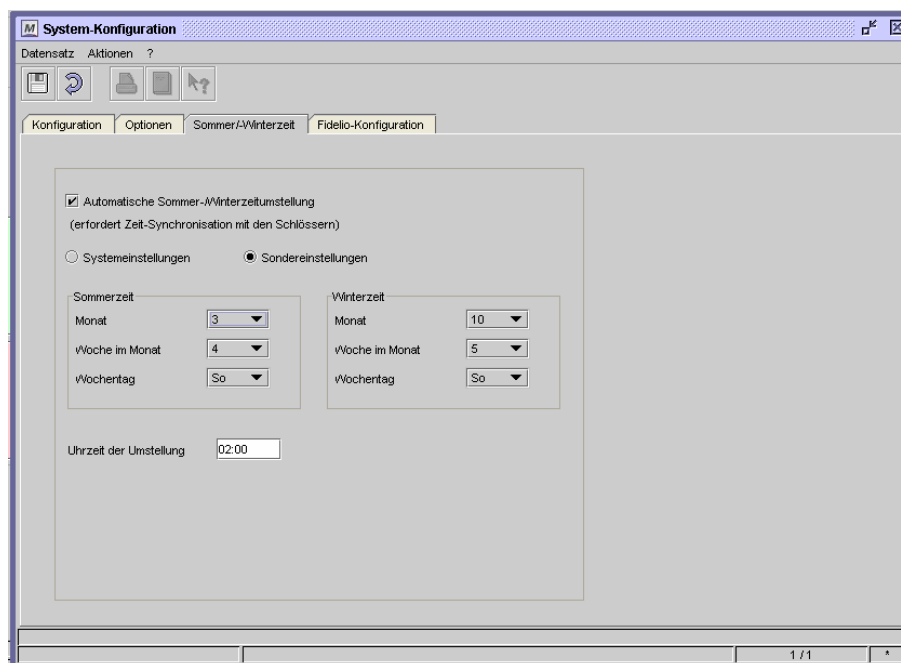 M System-Konfiguration
Datensatz Aktionen ?
Konfiguration Optionen Sommer-/Winterzeit Fidelio-Konfiguration
Automatische Sommer-/Winterzeitumstellung
(erfordert Zeit-Synchronisation mit den Schlössern)
Systemeinstellungen Sondereinstellungen
Sommerzeit Winterzeit
Monat 3 Monat 10
Woche im Monat 4 Woche im Monat 5
Wochentag So Wochentag So
Uhrzeit der Umstellung 02:00
1 / 1 *